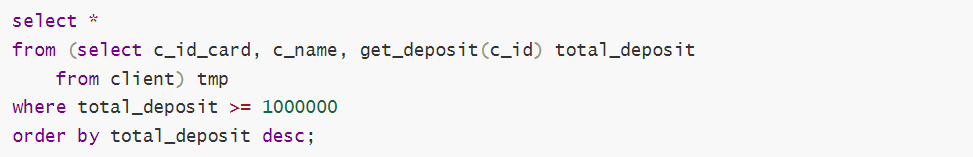 select *
from (select c_id_card, c_name, get_deposit(c_id) total_deposit
    from client) tmp
where total_deposit >= 1000000
order by total_deposit desc;